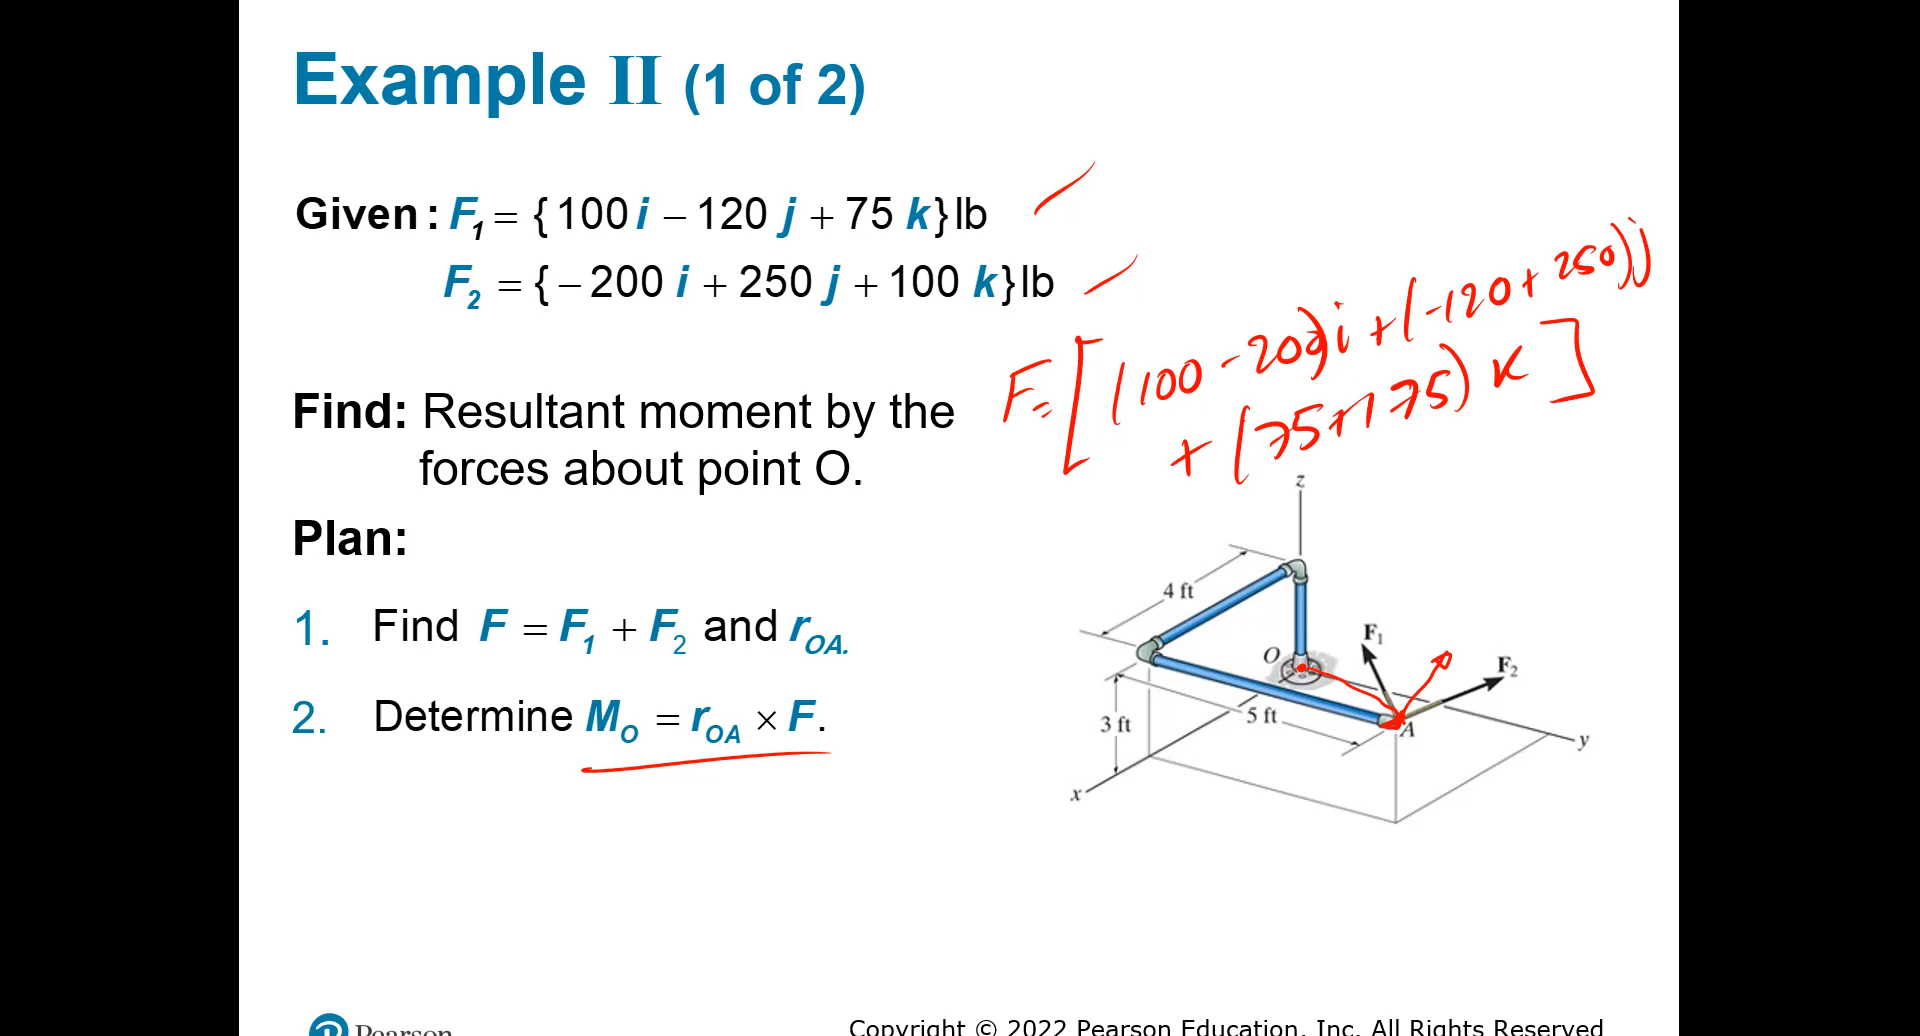 Example II (1 of 2)
Given: F1 = {100 i − 120 j + 75 k} lb
F2 = {− 200 i + 250 j + 100 k} lb
F = [(100 - 200)i + (-120 + 250)j
+ (75+175) k]
Find: Resultant moment by the
forces about point O.
Plan:
1. Find F = F1 + F2 and rOA.
2. Determine MO = rOA × F.
z
4 ft
F1
O
F2
3 ft
5 ft
A
y
x
Pearson
Copyright © 2022 Pearson Education, Inc. All Rights Reserved